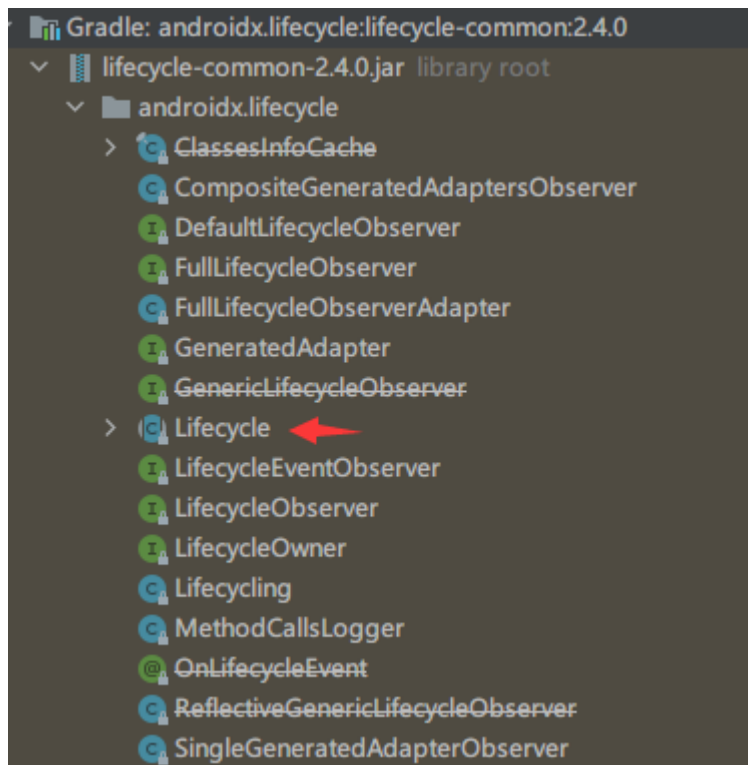 Gradle: androidx.lifecycle:lifecycle-common:2.4.0
lifecycle-common-2.4.0.jar library root
androidx.lifecycle
ClassesInfoCache
CompositeGeneratedAdaptersObserver
DefaultLifecycleObserver
FullLifecycleObserver
FullLifecycleObserverAdapter
GeneratedAdapter
GenericLifecycleObserver
Lifecycle
LifecycleEventObserver
LifecycleObserver
LifecycleOwner
Lifecycling
MethodCallsLogger
OnLifecycleEvent
ReflectiveGenericLifecycleObserver
SingleGeneratedAdapterObserver